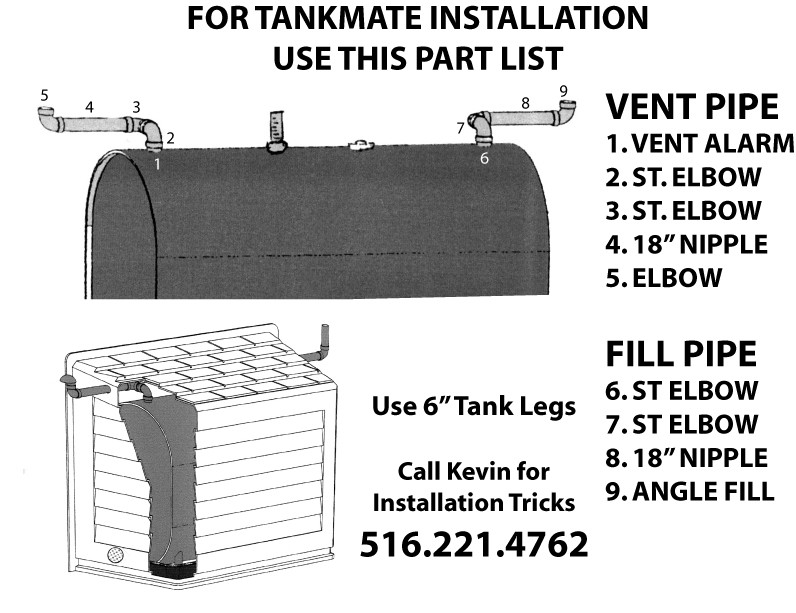 FOR TANKMATE INSTALLATION
USE THIS PART LIST
5
4
3
2
1
9
8
7
6
VENT PIPE
1. VENT ALARM
2. ST. ELBOW
3. ST. ELBOW
4. 18” NIPPLE
5. ELBOW
FILL PIPE
6. ST ELBOW
7. ST ELBOW
8. 18” NIPPLE
9. ANGLE FILL
Use 6” Tank Legs
Call Kevin for
Installation Tricks
516.221.4762